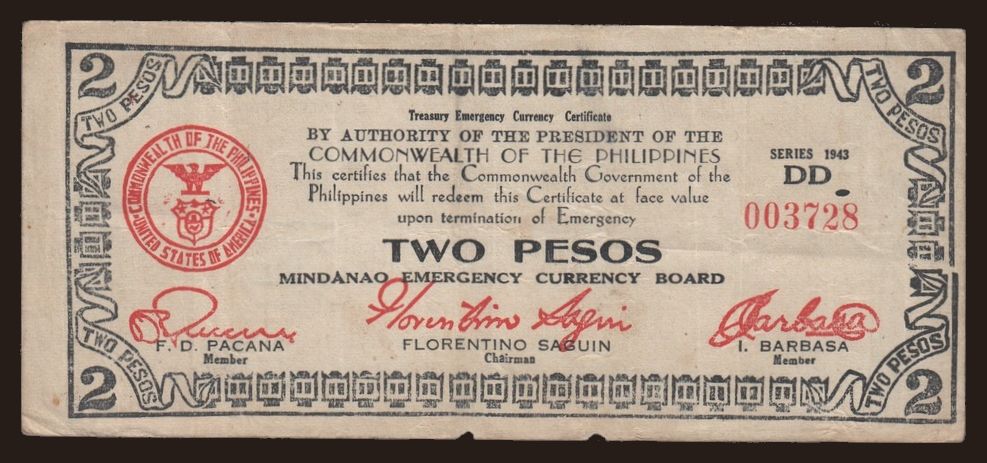 2 2
TWO PESOS TWO PESOS
Treasury Emergency Currency Certificate
BY AUTHORITY OF THE PRESIDENT OF THE
COMMONWEALTH OF THE PHILIPPINES
This certifies that the Commonwealth Government of the
Philippines will redeem this Certificate at face value
upon termination of Emergency
SERIES 1943
DD
003728
COMMONWEALTH OF THE PHILIPPINES
UNITED STATES OF AMERICA
TWO PESOS
MINDANAO EMERGENCY CURRENCY BOARD
F. D. Pacana Florentino Saguin I. Barbasa
F. D. PACANA FLORENTINO SAGUIN I. BARBASA
Member Chairman Member
TWO PESOS TWO PESOS
2 2